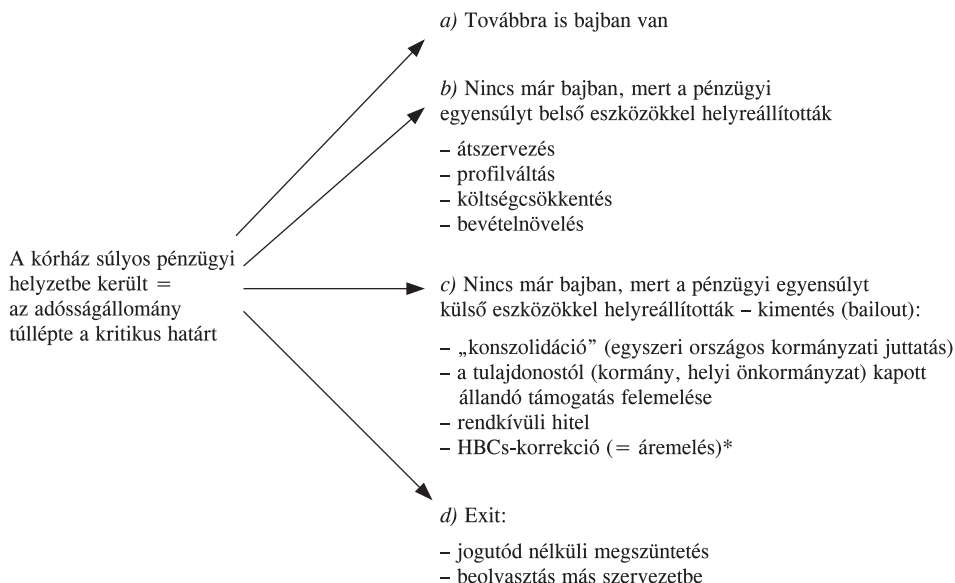 a) Továbbra is bajban van
b) Nincs már bajban, mert a pénzügyi
egyensúlyt belső eszközökkel helyreállították
– átszervezés
– profilváltás
– költségcsökkentés
– bevételnövelés
A kórház súlyos pénzügyi
helyzetbe került =
az adósságállomány
túllépte a kritikus határt
c) Nincs már bajban, mert a pénzügyi egyensúlyt
külső eszközökkel helyreállították – kimentés (bailout):
– „konszolidáció” (egyszeri országos kormányzati juttatás)
– a tulajdonostól (kormány, helyi önkormányzat) kapott
állandó támogatás felemelése
– rendkívüli hitel
– HBCs-korrekció (= áremelés)*
d) Exit:
– jogutód nélküli megszüntetés
– beolvasztás más szervezetbe